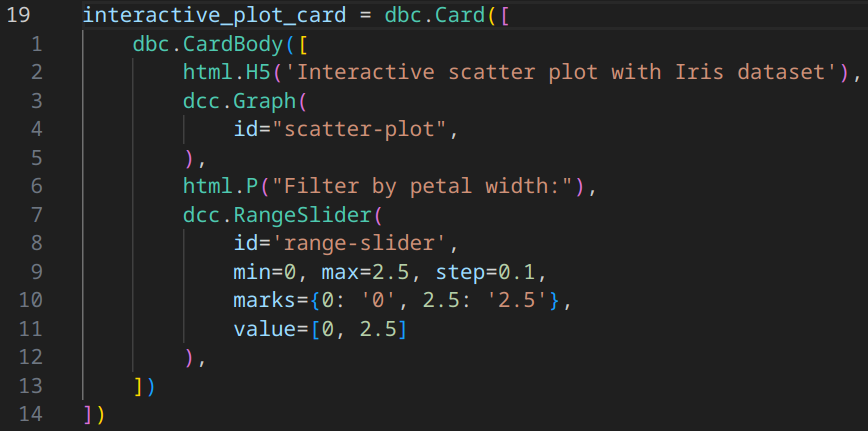 19 interactive_plot_card = dbc.Card([
1 dbc.CardBody([
2 html.H5('Interactive scatter plot with Iris dataset'),
3 dcc.Graph(
4 id="scatter-plot",
5 ),
6 html.P("Filter by petal width:"),
7 dcc.RangeSlider(
8 id='range-slider',
9 min=0, max=2.5, step=0.1,
10 marks={0: '0', 2.5: '2.5'},
11 value=[0, 2.5]
12 ),
13 ])
14 ])